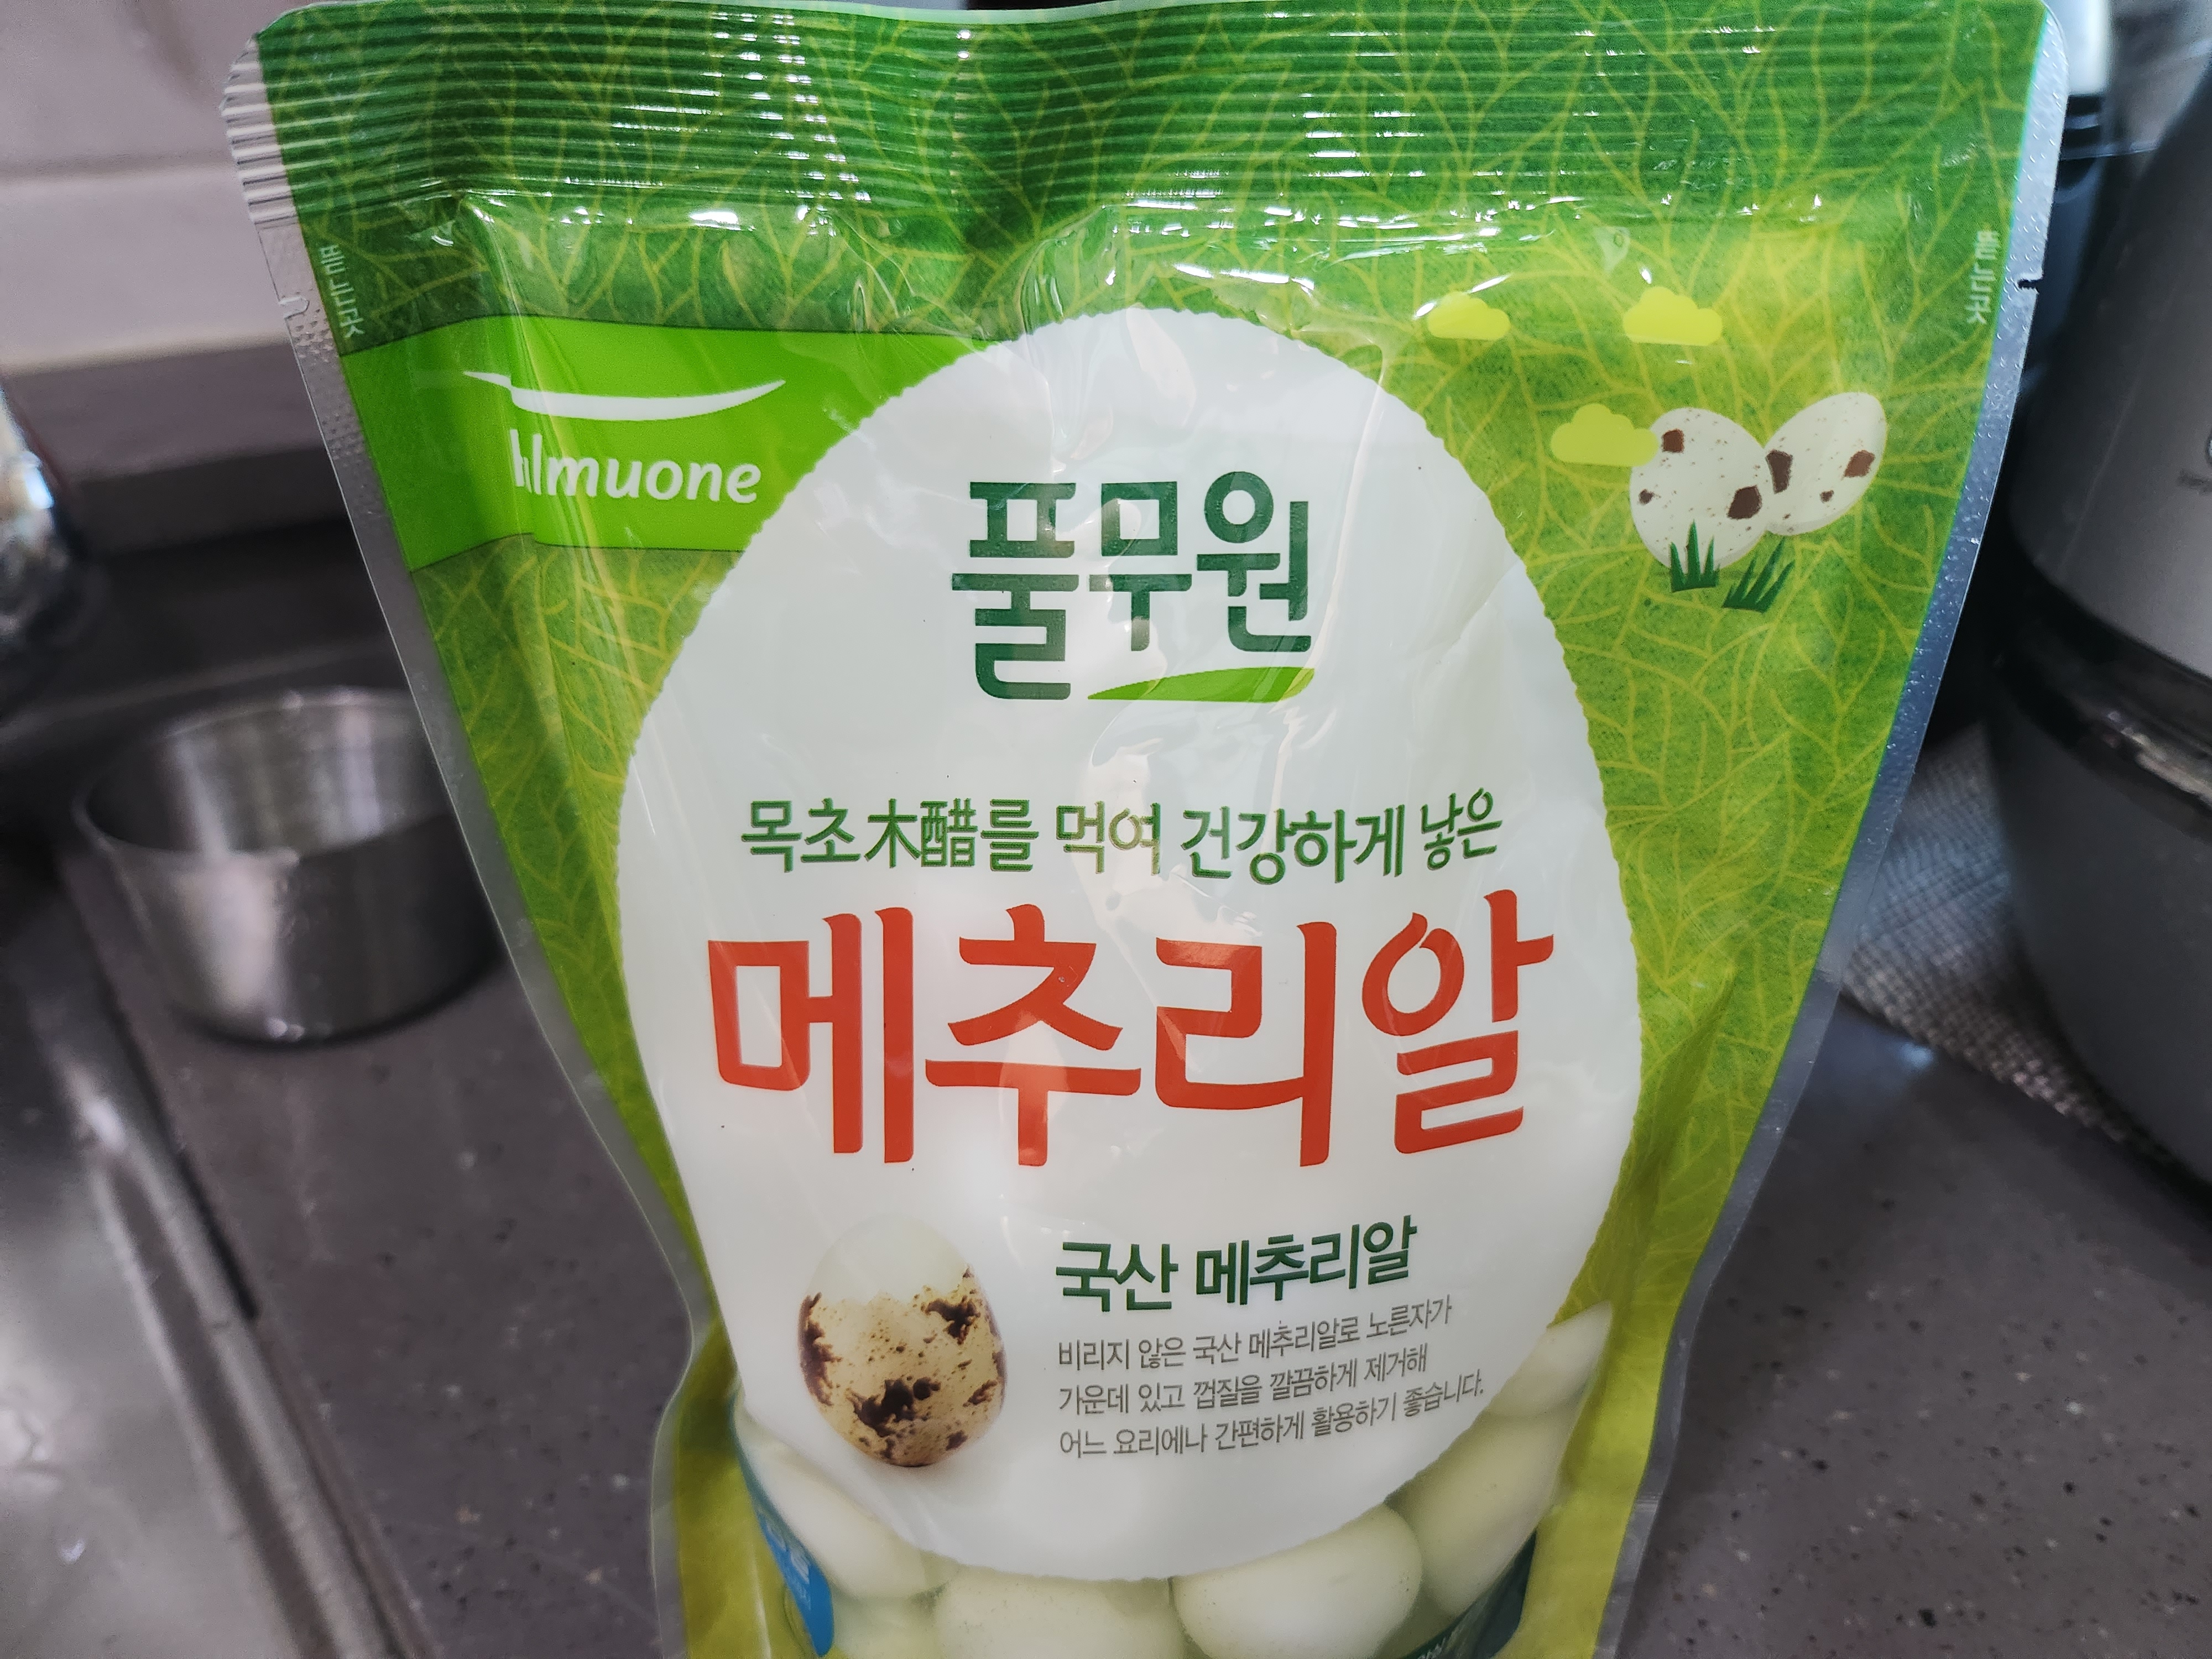 뜯는곳
뜯는곳
Pulmuone
풀무원
목초木醋를 먹여 건강하게 낳은
메추리알
국산 메추리알
비리지 않은 국산 메추리알로 노른자가
가운데 있고 껍질을 깔끔하게 제거해
어느 요리에나 간편하게 활용하기 좋습니다.